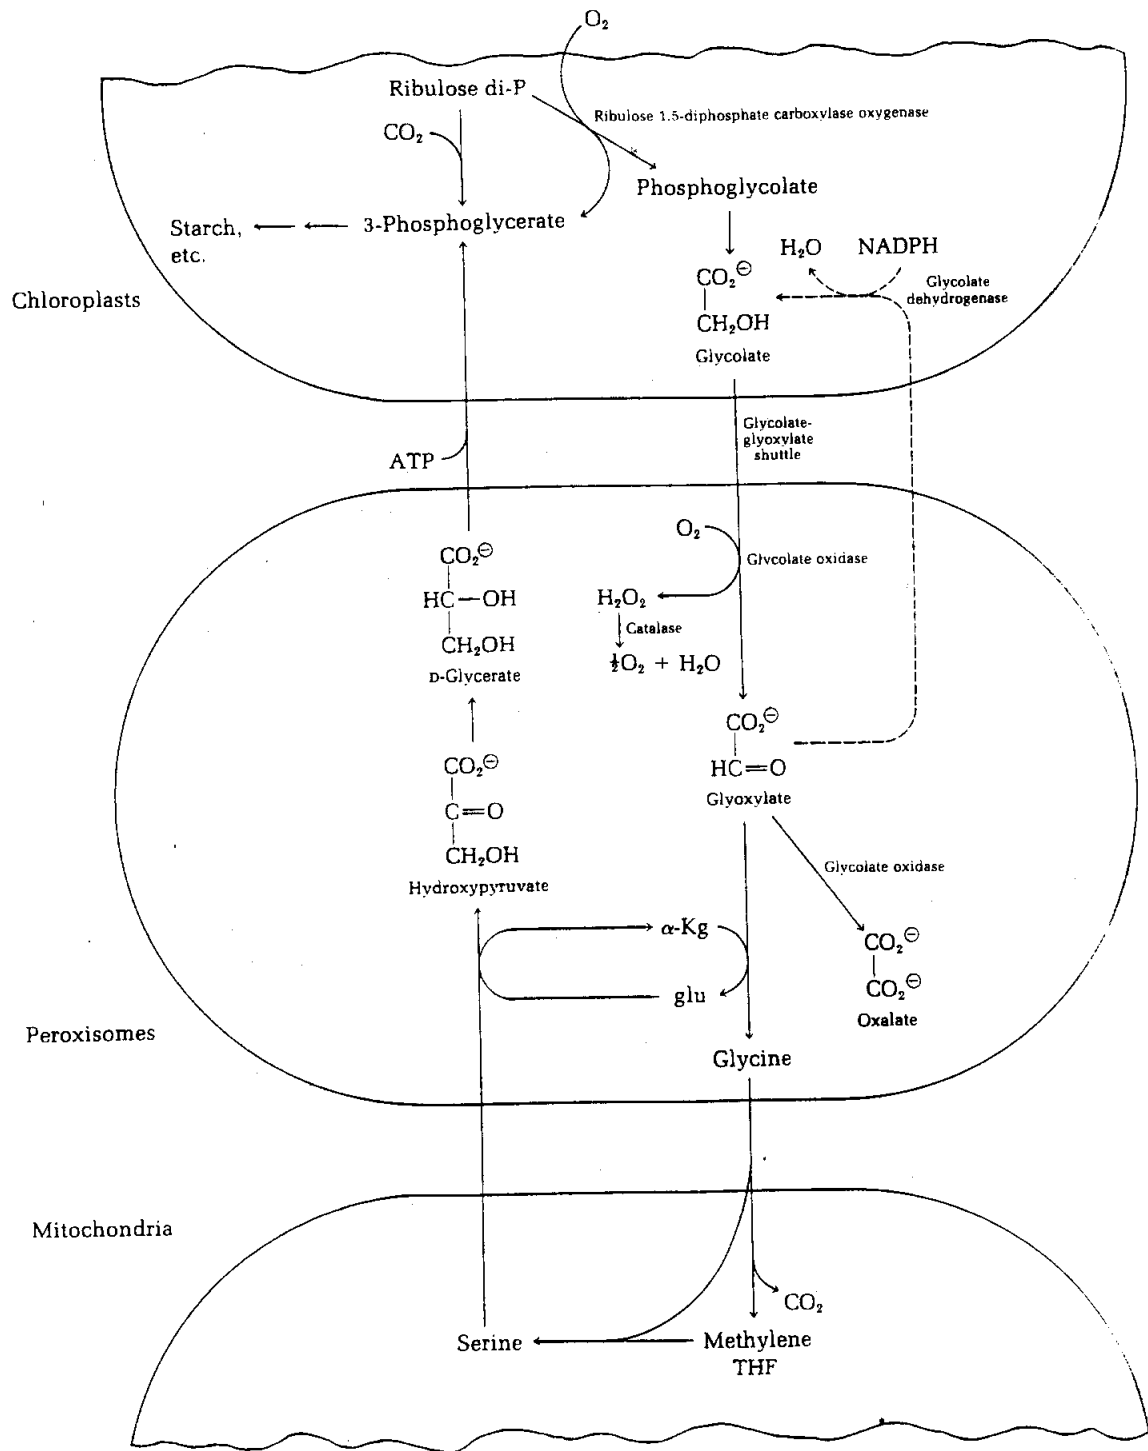 O₂
Ribulose di-P
Ribulose 1.5-diphosphate carboxylase oxygenase
CO₂
Phosphoglycolate
Starch,
etc.
3-Phosphoglycerate
H₂O
NADPH
CO₂⊖
CH₂OH
Glycolate
Glycolate
dehydrogenase
Chloroplasts
Glycolate-
glyoxylate
shuttle
ATP
O₂
Glycolate oxidase
H₂O₂
Catalase
½O₂ + H₂O
CO₂⊖
HC—OH
CH₂OH
D-Glycerate
CO₂⊖
HC=O
Glyoxylate
CO₂⊖
C=O
CH₂OH
Hydroxypyruvate
Glycolate oxidase
α-Kg
glu
CO₂⊖
CO₂⊖
Oxalate
Peroxisomes
Glycine
Mitochondria
CO₂
Serine
Methylene
THF